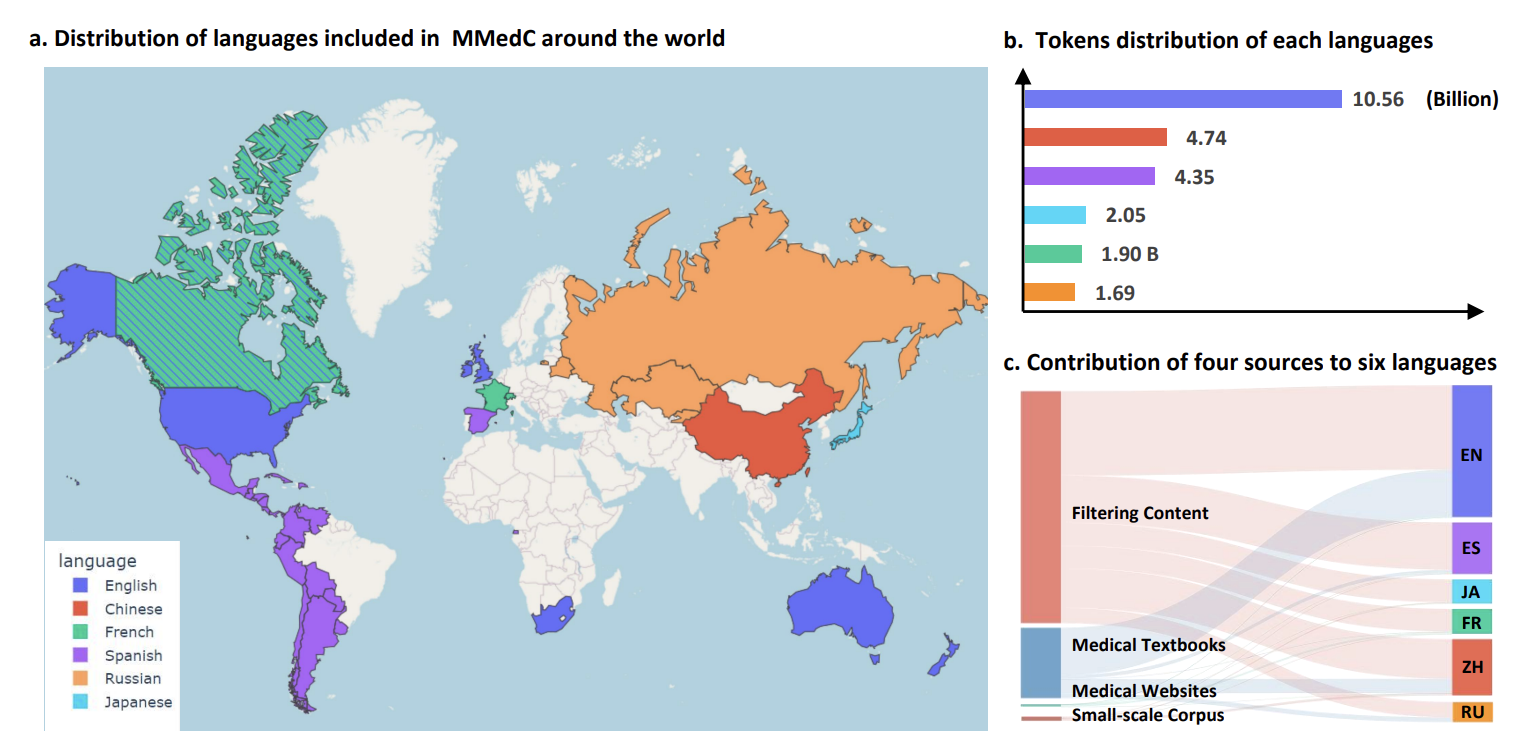 a. Distribution of languages included in MMedC around the world
language
English
Chinese
French
Spanish
Russian
Japanese
b. Tokens distribution of each languages
10.56 (Billion)
4.74
4.35
2.05
1.90 B
1.69
c. Contribution of four sources to six languages
Filtering Content
Medical Textbooks
Medical Websites
Small-scale Corpus
EN
ES
JA
FR
ZH
RU